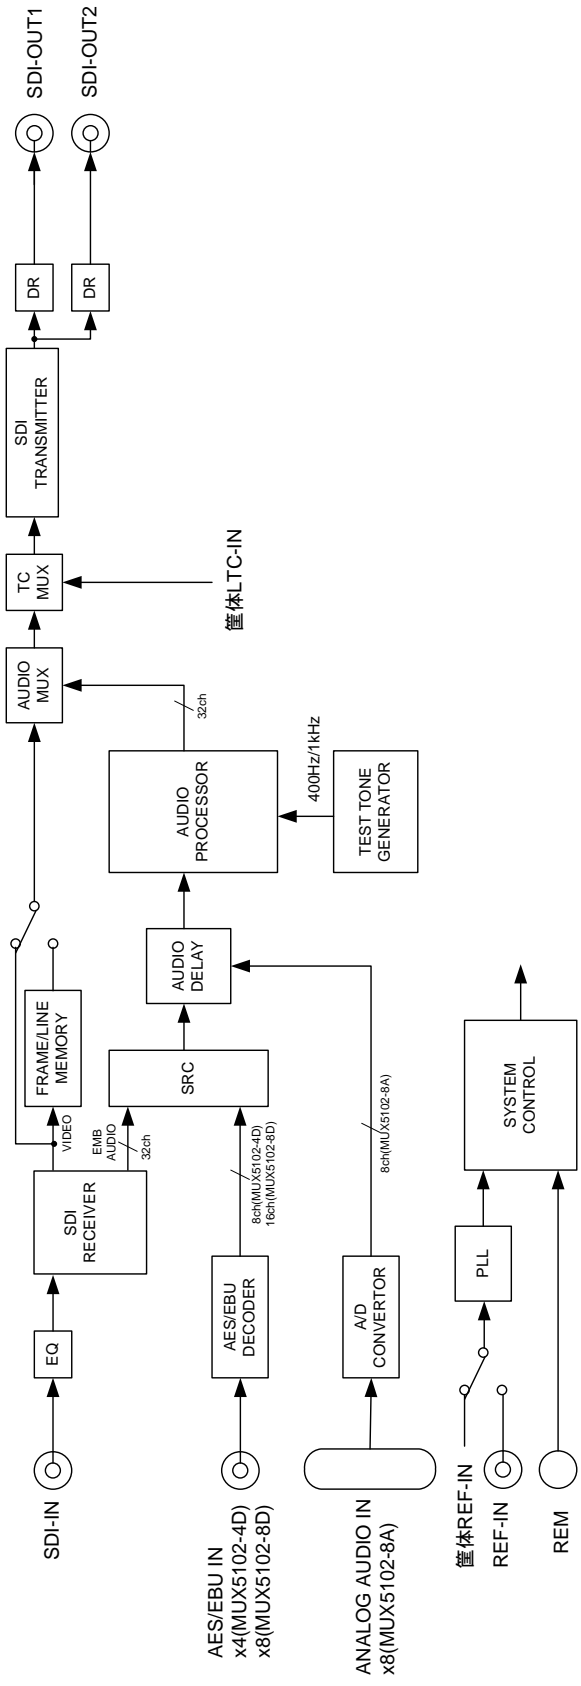 SDI-IN
EQ
SDI
RECEIVER
VIDEO
EMB
AUDIO
32ch
FRAME/LINE
MEMORY
AUDIO
MUX
TC
MUX
SDI
TRANSMITTER
DR
DR
SDI-OUT1
SDI-OUT2
筐体LTC-IN
AES/EBU IN
x4(MUX5102-4D)
x8(MUX5102-8D)
AES/EBU
DECODER
8ch(MUX5102-4D)
16ch(MUX5102-8D)
SRC
AUDIO
DELAY
AUDIO
PROCESSOR
32ch
400Hz/1kHz
TEST TONE
GENERATOR
ANALOG AUDIO IN
x8(MUX5102-8A)
A/D
CONVERTOR
8ch(MUX5102-8A)
筐体REF-IN
REF-IN
REM
PLL
SYSTEM
CONTROL